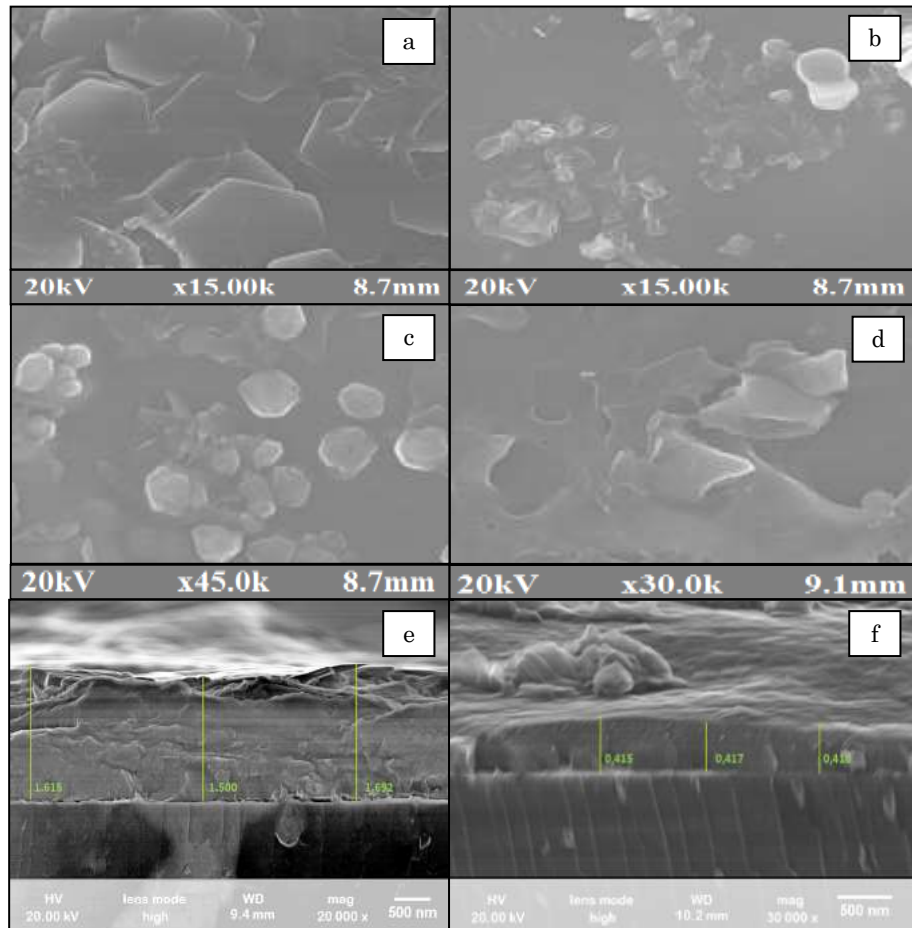 a
b
20kV x15.00k 8.7mm
20kV x15.00k 8.7mm
c
d
20kV x45.0k 8.7mm
20kV x30.0k 9.1mm
e
f
1.615 1.500 1.692
0,415 0,417
HV lens mode WD mag
20.00 kV high 9.4 mm 20 000 x 500 nm
HV lens mode WD mag
20.00 kV high 10.2 mm 30 000 x 500 nm